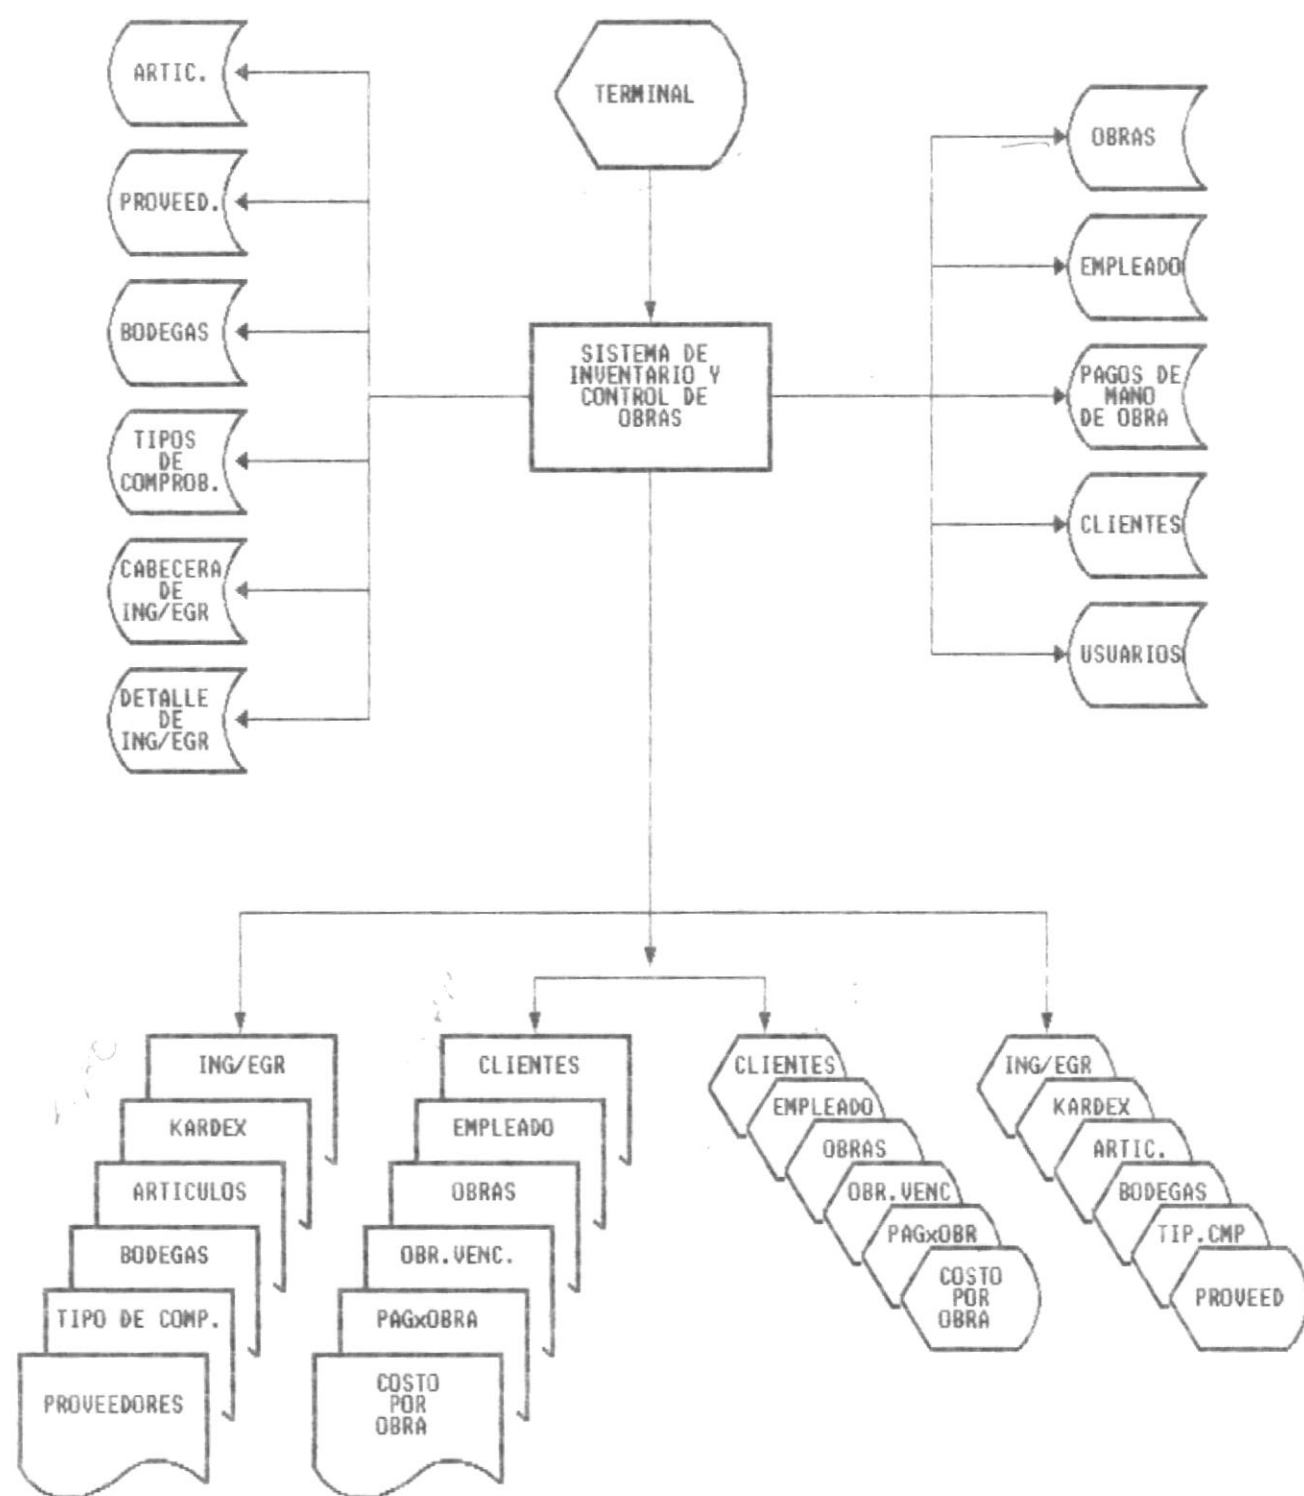 ARTIC.
PROVEED.
BODEGAS
TIPOS
DE
COMPROB.
CABECERA
DE
ING/EGR
DETALLE
DE
ING/EGR
TERMINAL
SISTEMA DE
INVENTARIO Y
CONTROL DE
OBRAS
OBRAS
EMPLEADO
PAGOS DE
MANO
DE OBRA
CLIENTES
USUARIOS
ING/EGR
KARDEX
ARTICULOS
BODEGAS
TIPO DE COMP.
PROVEEDORES
CLIENTES
EMPLEADO
OBRAS
OBR.VENC.
PAGxOBRA
COSTO
POR
OBRA
CLIENTES
EMPLEADO
OBRAS
OBR.VENC
PAGxOBR
COSTO
POR
OBRA
ING/EGR
KARDEX
ARTIC.
BODEGAS
TIP.CMP
PROVEED